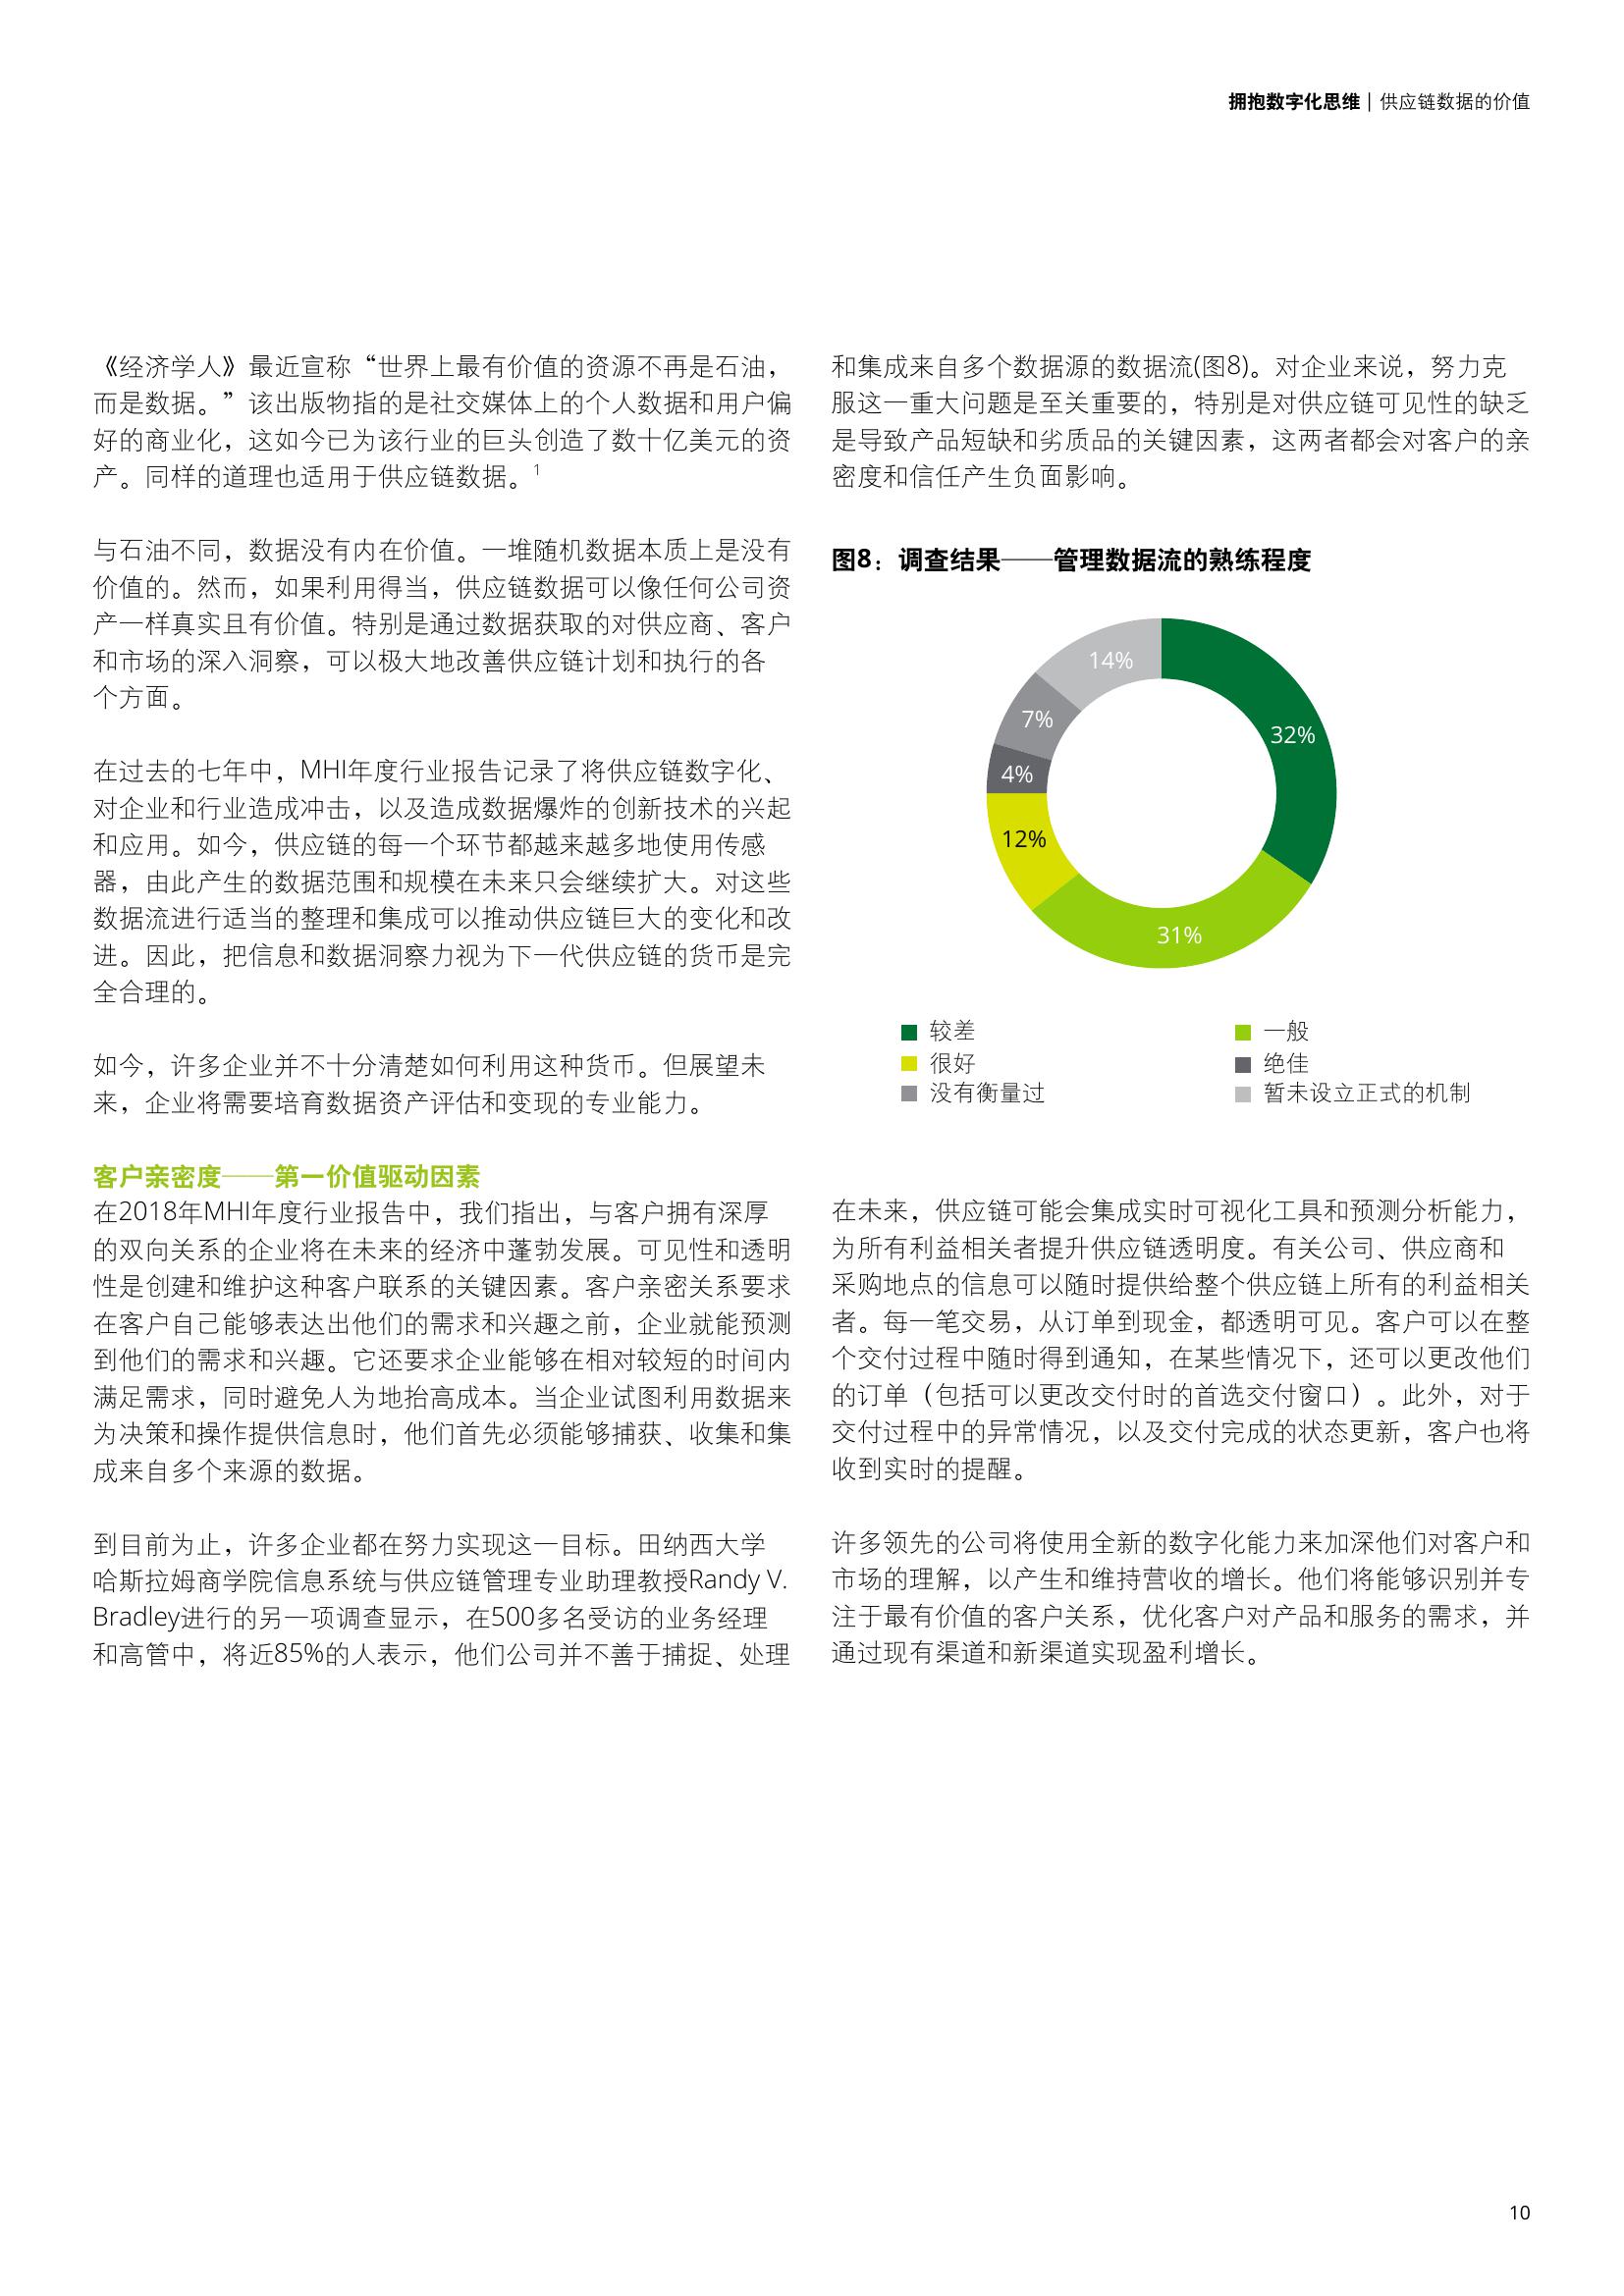 拥抱数字化思维 | 供应链数据的价值
《经济学人》最近宣称“世界上最有价值的资源不再是石油，
而是数据。”该出版物指的是社交媒体上的个人数据和用户偏
好的商业化，这如今已为该行业的巨头创造了数十亿美元的资
产。同样的道理也适用于供应链数据。1
与石油不同，数据没有内在价值。一堆随机数据本质上是没有
价值的。然而，如果利用得当，供应链数据可以像任何公司资
产一样真实且有价值。特别是通过数据获取的对供应商、客户
和市场的深入洞察，可以极大地改善供应链计划和执行的各
个方面。
在过去的七年中，MHI年度行业报告记录了将供应链数字化、
对企业和行业造成冲击，以及造成数据爆炸的创新技术的兴起
和应用。如今，供应链的每一个环节都越来越多地使用传感
器，由此产生的数据范围和规模在未来只会继续扩大。对这些
数据流进行适当的整理和集成可以推动供应链巨大的变化和改
进。因此，把信息和数据洞察力视为下一代供应链的货币是完
全合理的。
如今，许多企业并不十分清楚如何利用这种货币。但展望未
来，企业将需要培育数据资产评估和变现的专业能力。
客户亲密度——第一价值驱动因素
在2018年MHI年度行业报告中，我们指出，与客户拥有深厚
的双向关系的企业将在未来的经济中蓬勃发展。可见性和透明
性是创建和维护这种客户联系的关键因素。客户亲密关系要求
在客户自己能够表达出他们的需求和兴趣之前，企业就能预测
到他们的需求和兴趣。它还要求企业能够在相对较短的时间内
满足需求，同时避免人为地抬高成本。当企业试图利用数据来
为决策和操作提供信息时，他们首先必须能够捕获、收集和集
成来自多个来源的数据。
到目前为止，许多企业都在努力实现这一目标。田纳西大学
哈斯拉姆商学院信息系统与供应链管理专业助理教授Randy V.
Bradley进行的另一项调查显示，在500多名受访的业务经理
和高管中，将近85%的人表示，他们公司并不善于捕捉、处理
和集成来自多个数据源的数据流(图8)。对企业来说，努力克
服这一重大问题是至关重要的，特别是对供应链可见性的缺乏
是导致产品短缺和劣质品的关键因素，这两者都会对客户的亲
密度和信任产生负面影响。
图8：调查结果——管理数据流的熟练程度
14%
32%
7%
4%
12%
31%
较差
一般
很好
绝佳
没有衡量过
暂未设立正式的机制
在未来，供应链可能会集成实时可视化工具和预测分析能力，
为所有利益相关者提升供应链透明度。有关公司、供应商和
采购地点的信息可以随时提供给整个供应链上所有的利益相关
者。每一笔交易，从订单到现金，都透明可见。客户可以在整
个交付过程中随时得到通知，在某些情况下，还可以更改他们
的订单（包括可以更改交付时的首选交付窗口）。此外，对于
交付过程中的异常情况，以及交付完成的状态更新，客户也将
收到实时的提醒。
许多领先的公司将使用全新的数字化能力来加深他们对客户和
市场的理解，以产生和维持营收的增长。他们将能够识别并专
注于最有价值的客户关系，优化客户对产品和服务的需求，并
通过现有渠道和新渠道实现盈利增长。
10